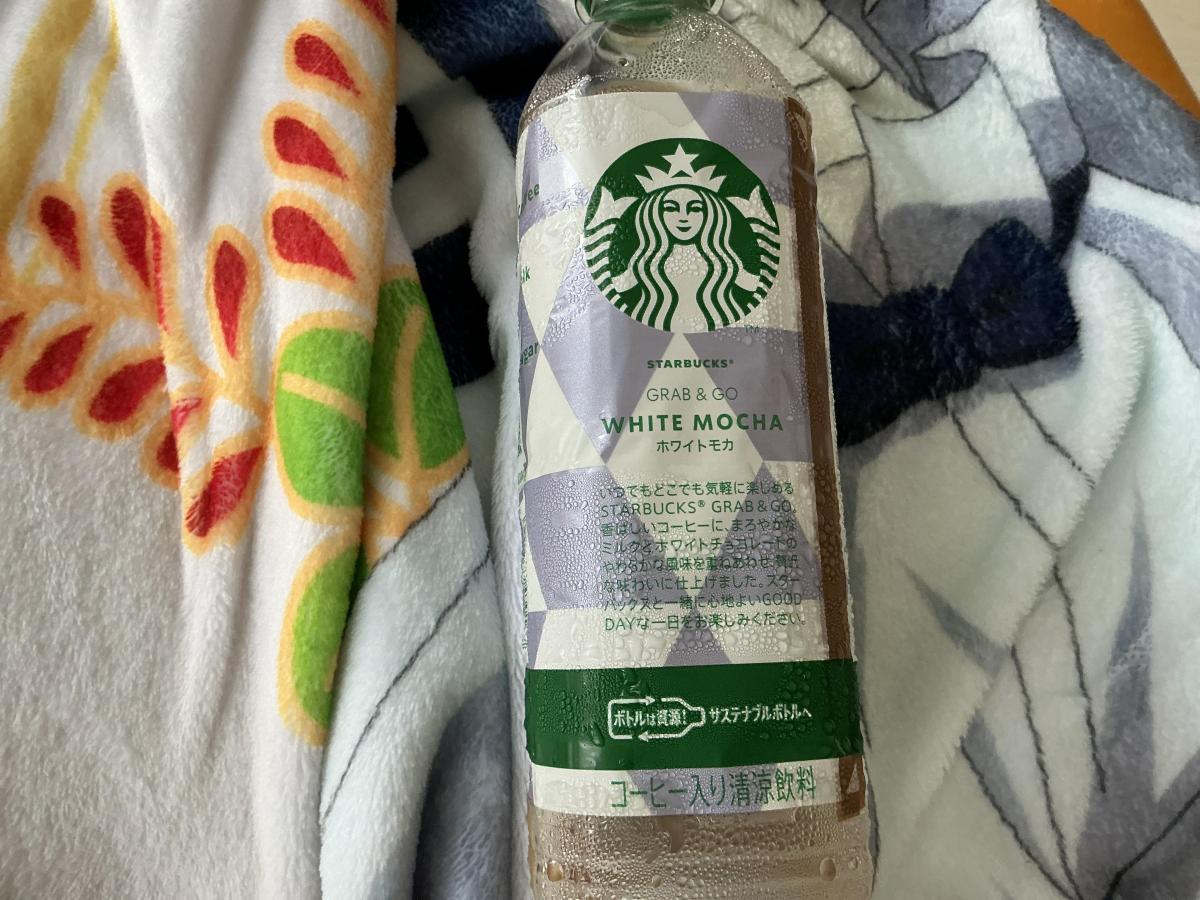 STARBUCKS®
GRAB & GO
WHITE MOCHA
ホワイトモカ
いつでもどこでも気軽に楽しめる
STARBUCKS® GRAB & GO。
香ばしいコーヒーに、まろやかな
ミルクとホワイトチョコレートの
やわらかな風味を重ねあわせ、贅沢
な味わいに仕上げました。スター
バックスと一緒に心地よいGOOD
DAYな一日をお楽しみください。
ボトルは資源! サステナブルボトルへ
コーヒー入り清涼飲料
TM